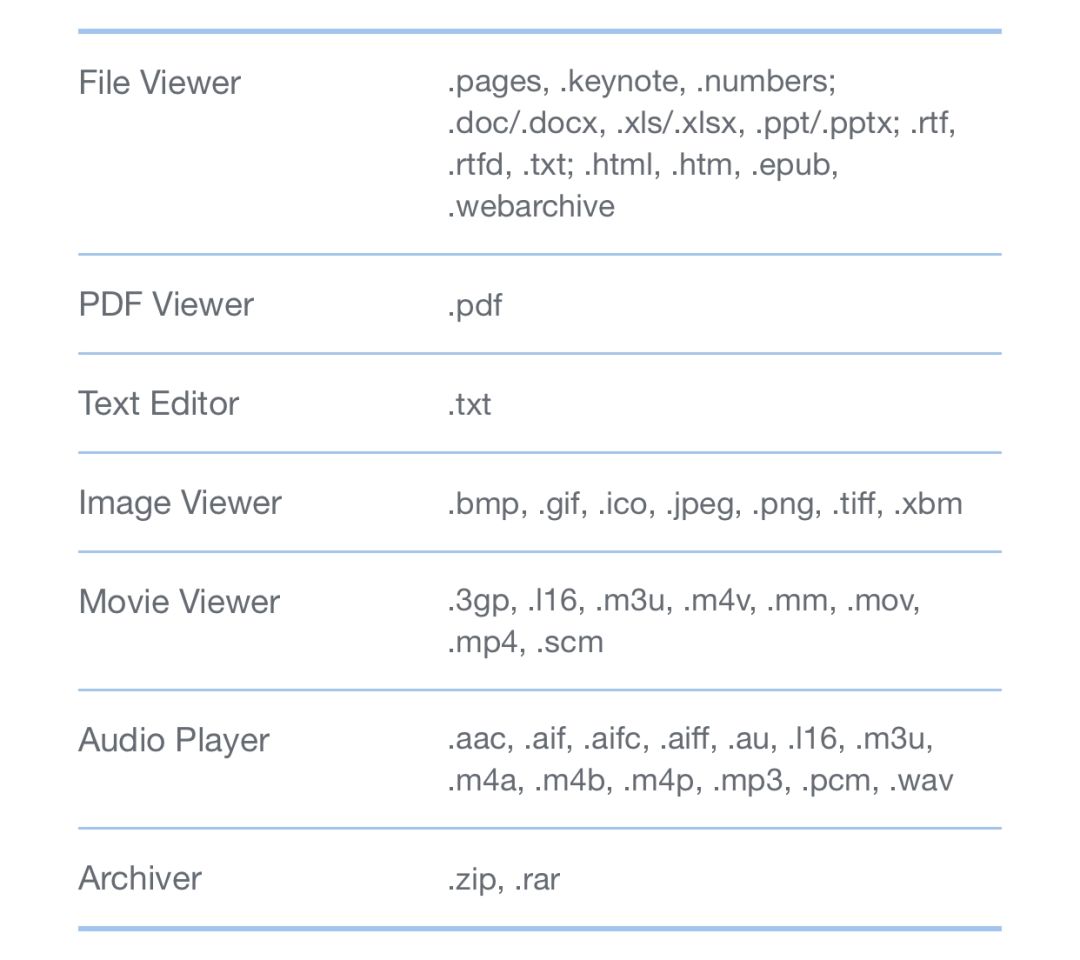 File Viewer .pages, .keynote, .numbers;
.doc/.docx, .xls/.xlsx, .ppt/.pptx; .rtf,
.rtfd, .txt; .html, .htm, .epub,
.webarchive
PDF Viewer .pdf
Text Editor .txt
Image Viewer .bmp, .gif, .ico, .jpeg, .png, .tiff, .xbm
Movie Viewer .3gp, .l16, .m3u, .m4v, .mm, .mov,
.mp4, .scm
Audio Player .aac, .aif, .aifc, .aiff, .au, .l16, .m3u,
.m4a, .m4b, .m4p, .mp3, .pcm, .wav
Archiver .zip, .rar